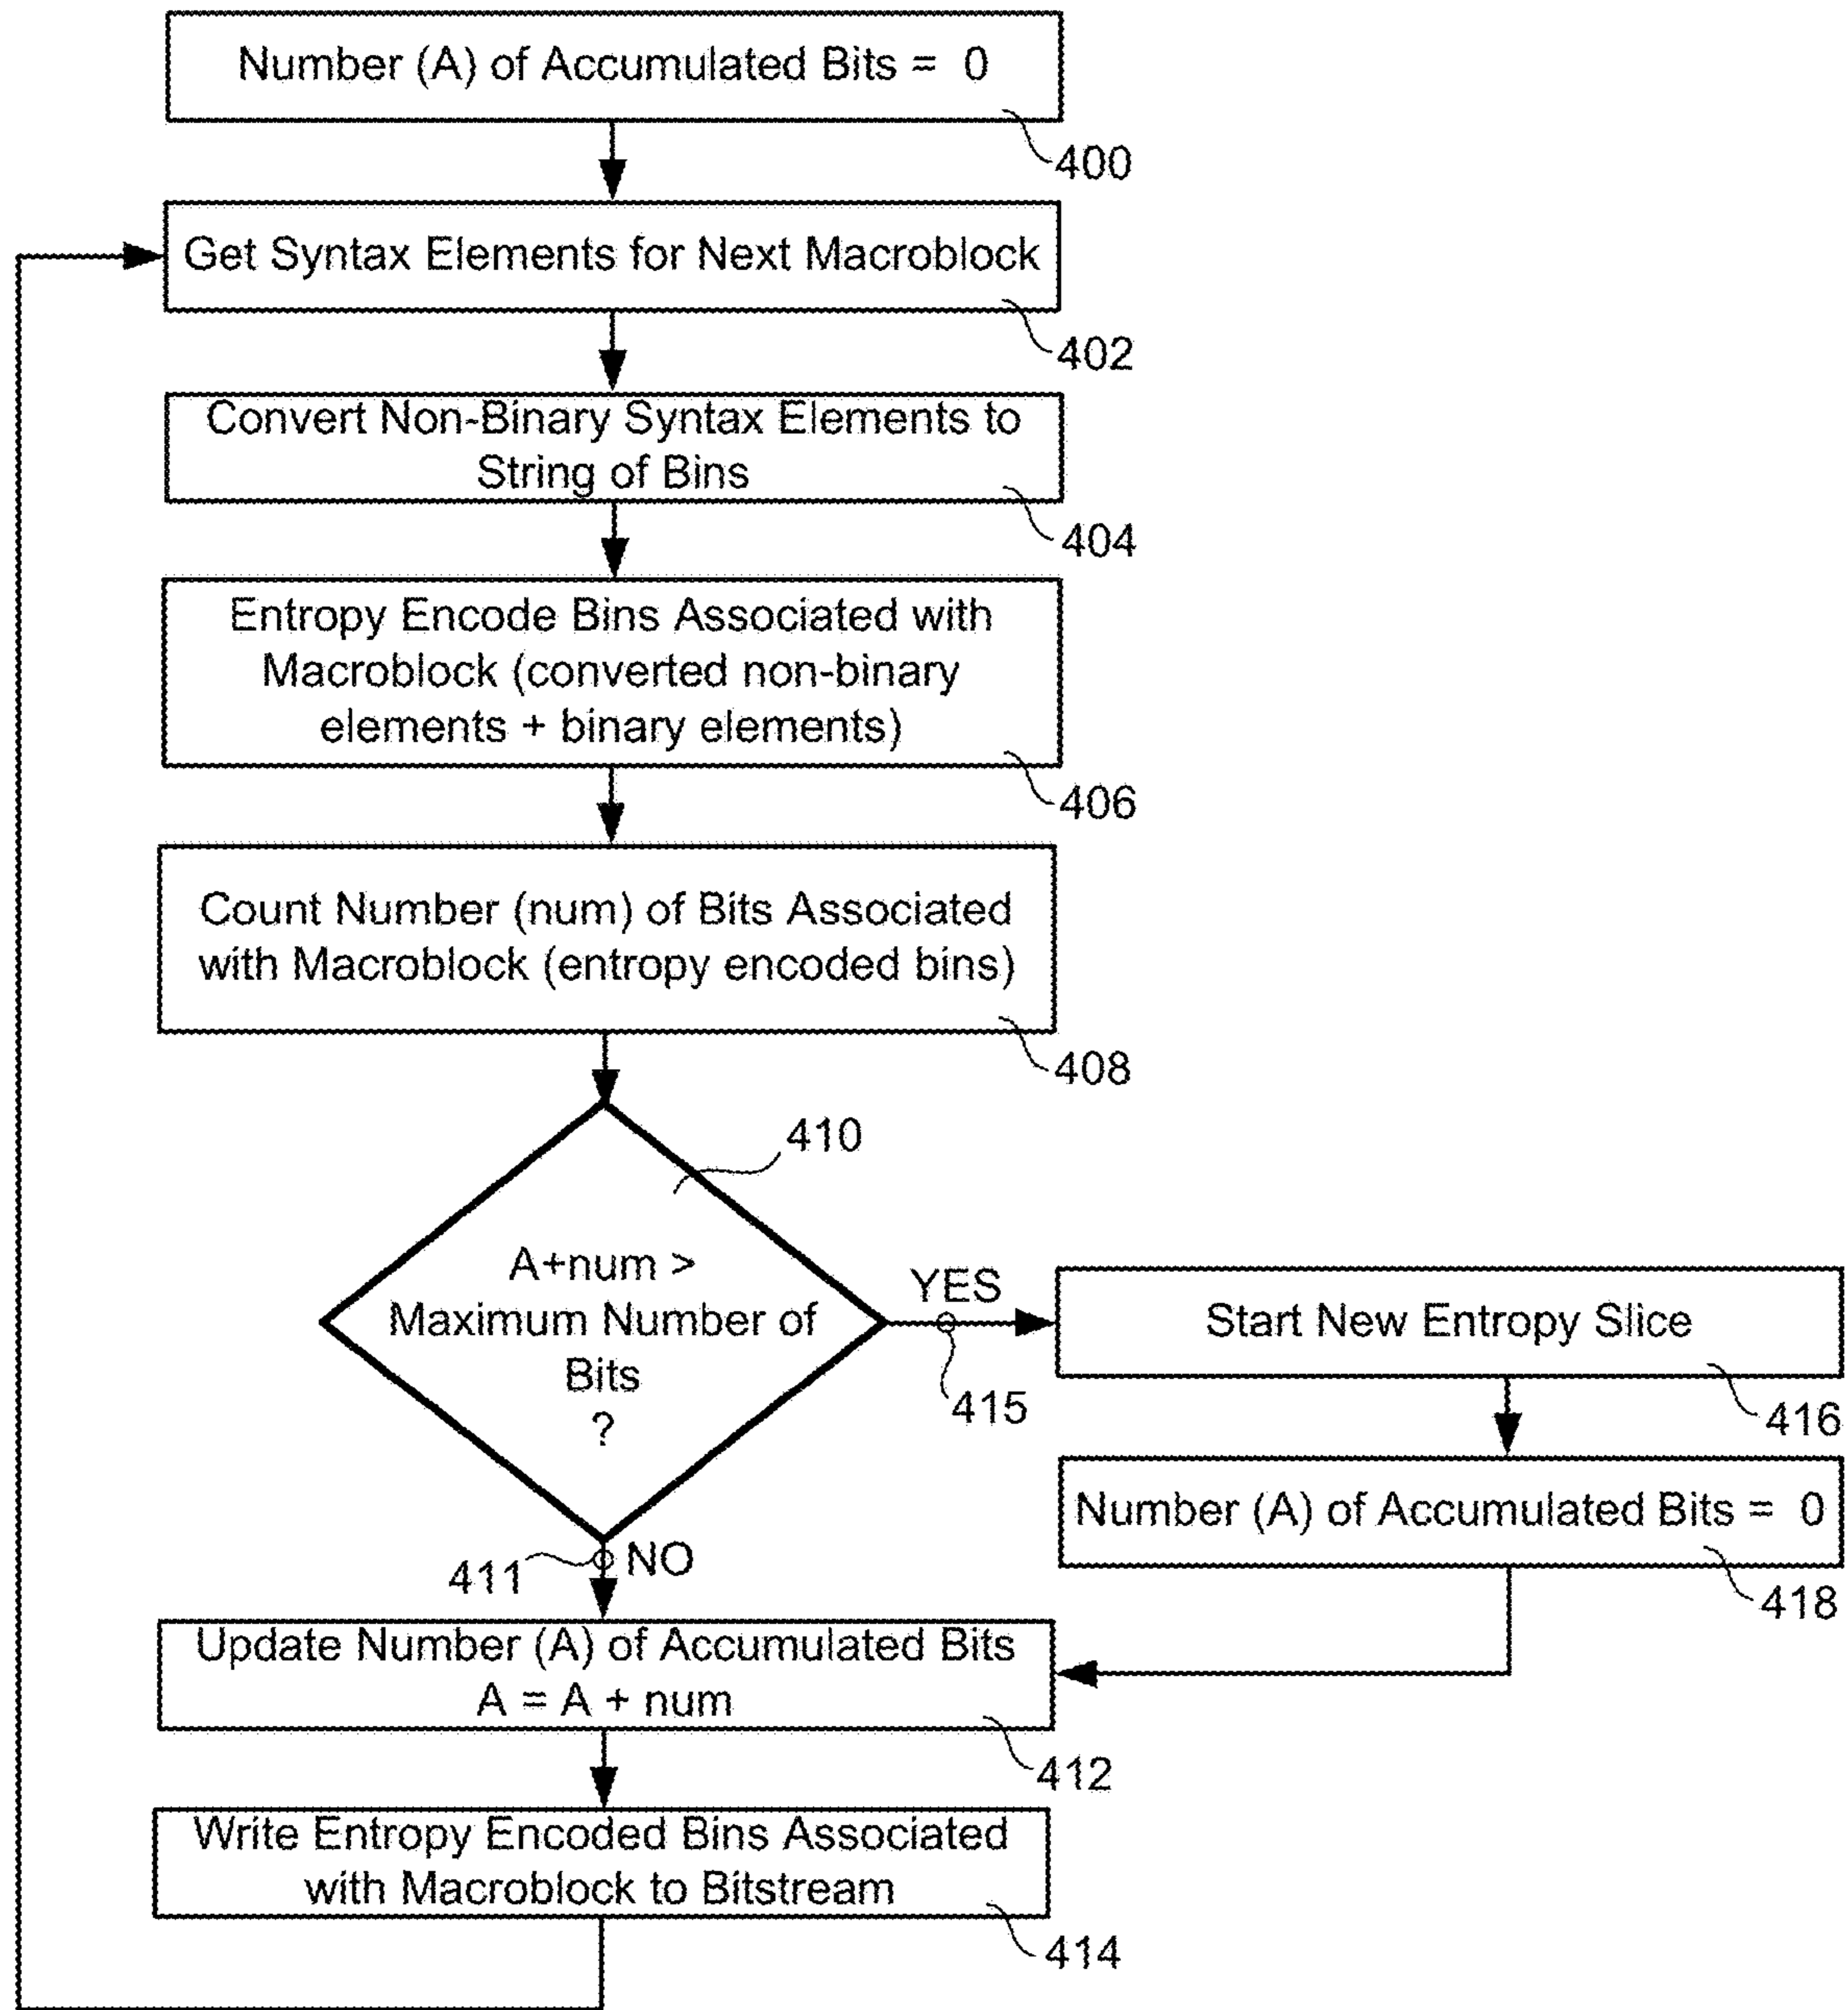 Number (A) of Accumulated Bits = 0
400
Get Syntax Elements for Next Macroblock
402
Convert Non-Binary Syntax Elements to
String of Bins
404
Entropy Encode Bins Associated with
Macroblock (converted non-binary
elements + binary elements)
406
Count Number (num) of Bits Associated
with Macroblock (entropy encoded bins)
408
410
A+num >
Maximum Number of
Bits
?
YES
415
Start New Entropy Slice
416
Number (A) of Accumulated Bits = 0
418
411
NO
Update Number (A) of Accumulated Bits
A = A + num
412
Write Entropy Encoded Bins Associated
with Macroblock to Bitstream
414